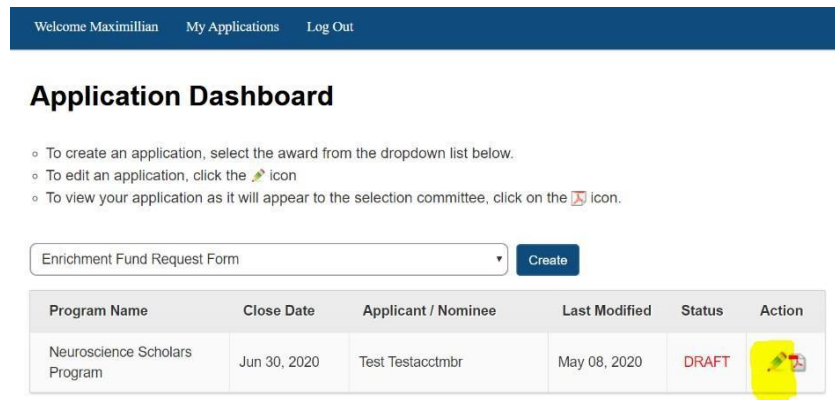 Welcome Maximillian My Applications Log Out
Application Dashboard
To create an application, select the award from the dropdown list below.
To edit an application, click the icon
To view your application as it will appear to the selection committee, click on the icon.
Enrichment Fund Request Form Create
Program Name Close Date Applicant / Nominee Last Modified Status Action
Neuroscience Scholars
Program Jun 30, 2020 Test Testacctmbr May 08, 2020 DRAFT